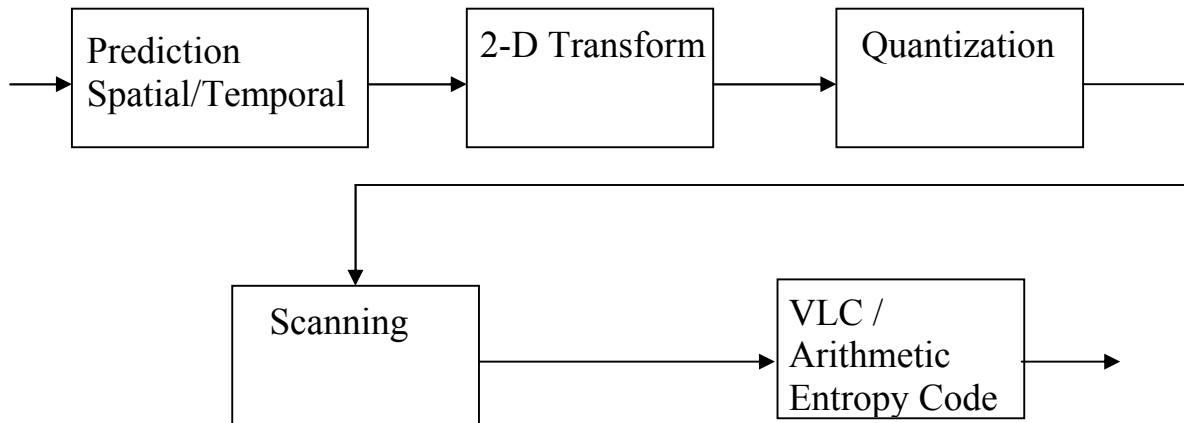 Prediction
Spatial/Temporal
2-D Transform
Quantization
Scanning
VLC /
Arithmetic
Entropy Code